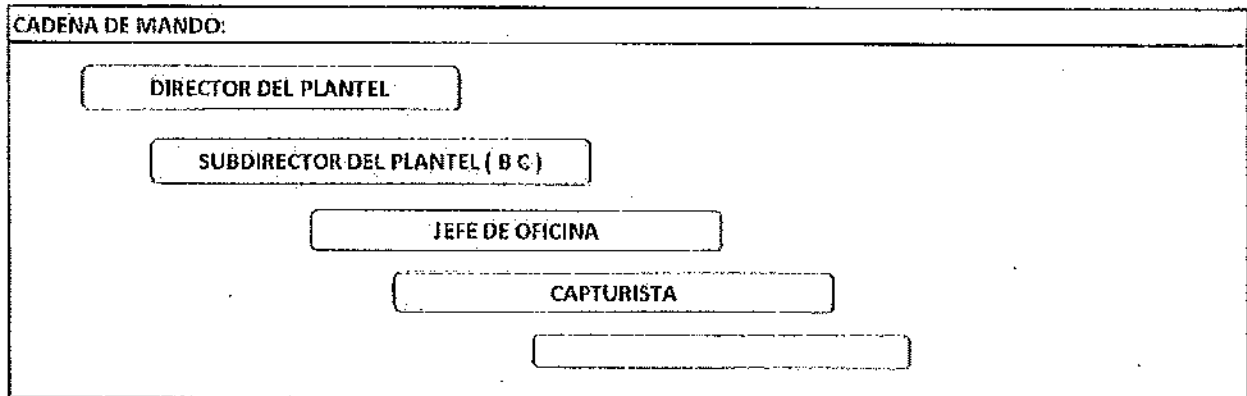 CADENA DE MANDO:
DIRECTOR DEL PLANTEL
SUBDIRECTOR DEL PLANTEL ( B C )
JEFE DE OFICINA
CAPTURISTA